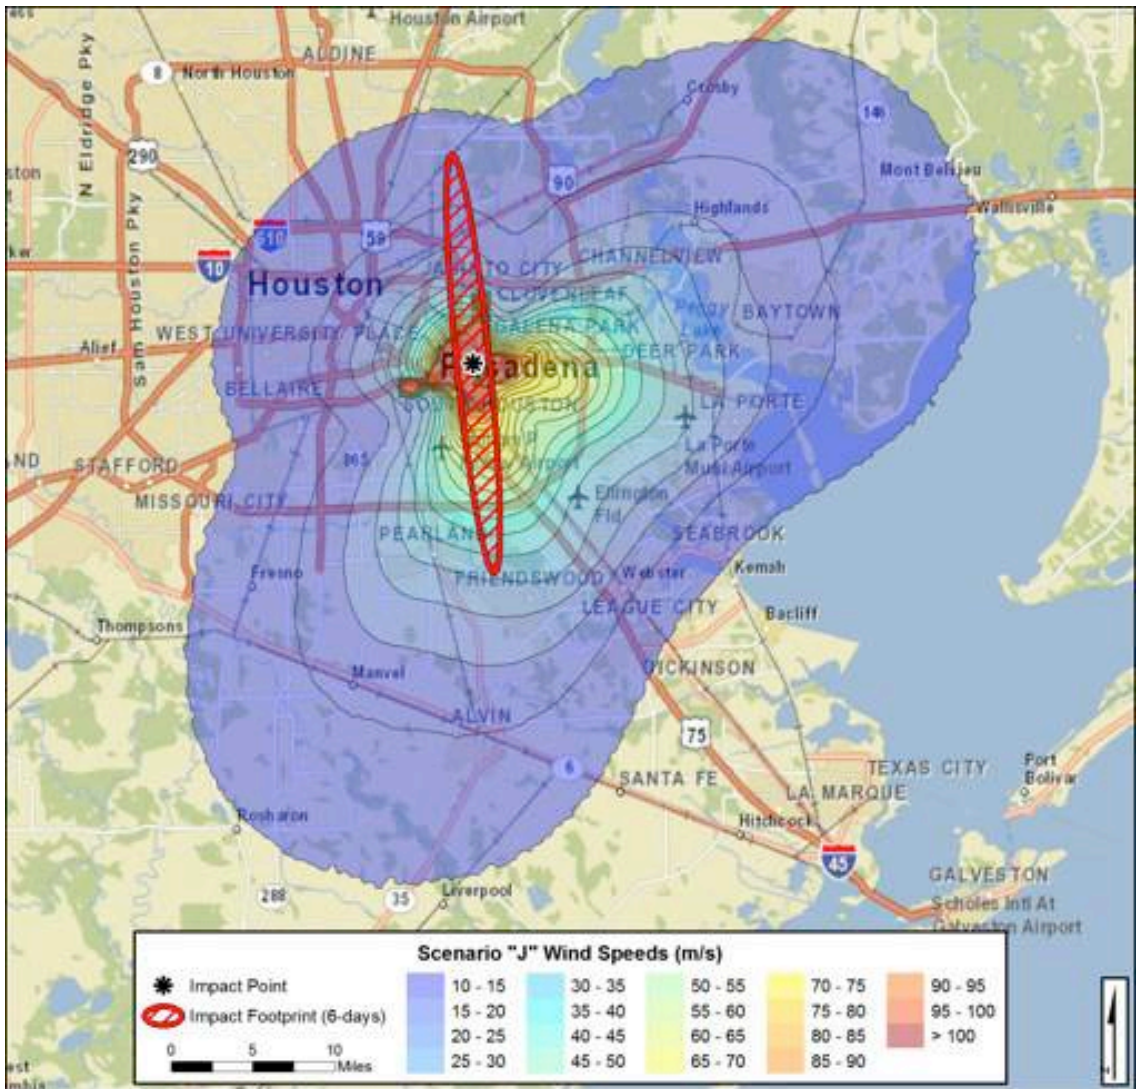 Houston Airport
ALDINE
8
North Houston
N Eldridge Pky
Sam Houston Pky
290
Crosby
146
90
Mont Belvieu
Wallisville
Highlands
610
59
10
CHANNELVIEW
Houston
CLOVERLEAF
BAYTOWN
WEST UNIVERSITY PLACE
GALENA PARK
Alief
DEER PARK
Pasadena
BELLAIRE
LA PORTE
La Porte
Muni Airport
STAFFORD
MISSOURI CITY
865
Ellington
Fld
PEARLAND
SEABROOK
Fresno
FRIENDSWOOD
Webster
Kemah
LEAGUE CITY
Bacliff
Thompsons
DICKINSON
Manvel
ALVIN
75
6
SANTA FE
TEXAS CITY
Port
Bolivar
LA MARQUE
Rosharon
Hitchcock
45
288
35
Liverpool
GALVESTON
Scholes Intl At
Galveston Airport
Scenario "J" Wind Speeds (m/s)
Impact Point
Impact Footprint (6-days)
0 5 10
Miles
10 - 15
15 - 20
20 - 25
25 - 30
30 - 35
35 - 40
40 - 45
45 - 50
50 - 55
55 - 60
60 - 65
65 - 70
70 - 75
75 - 80
80 - 85
85 - 90
90 - 95
95 - 100
> 100